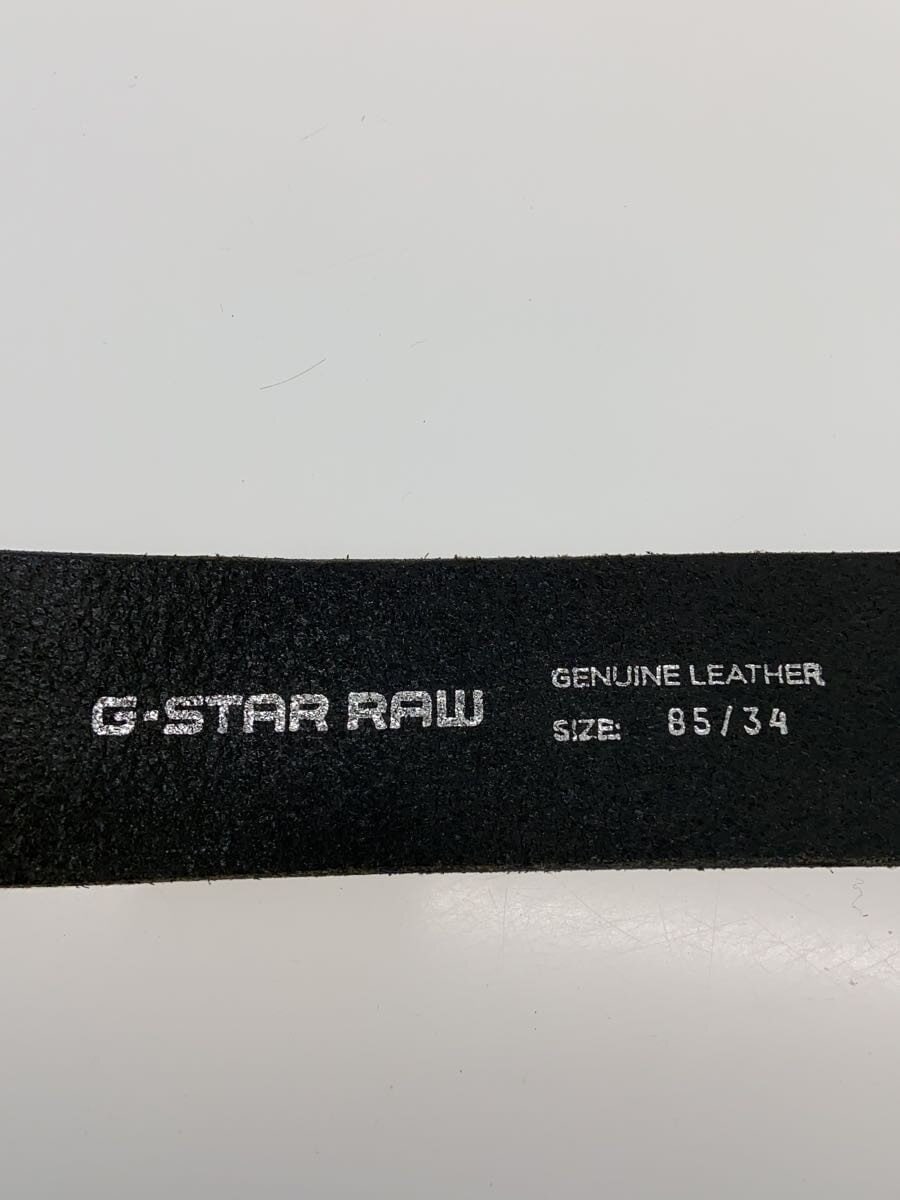 G-STAR RAW
GENUINE LEATHER
SIZE: 85/34